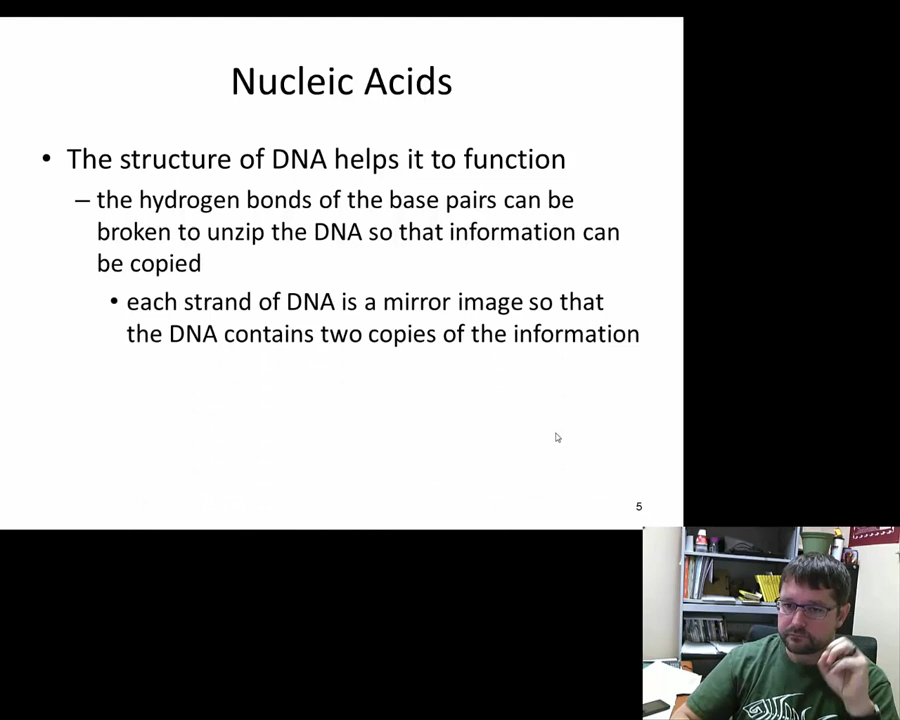 Nucleic Acids
• The structure of DNA helps it to function
– the hydrogen bonds of the base pairs can be
broken to unzip the DNA so that information can
be copied
• each strand of DNA is a mirror image so that
the DNA contains two copies of the information
5